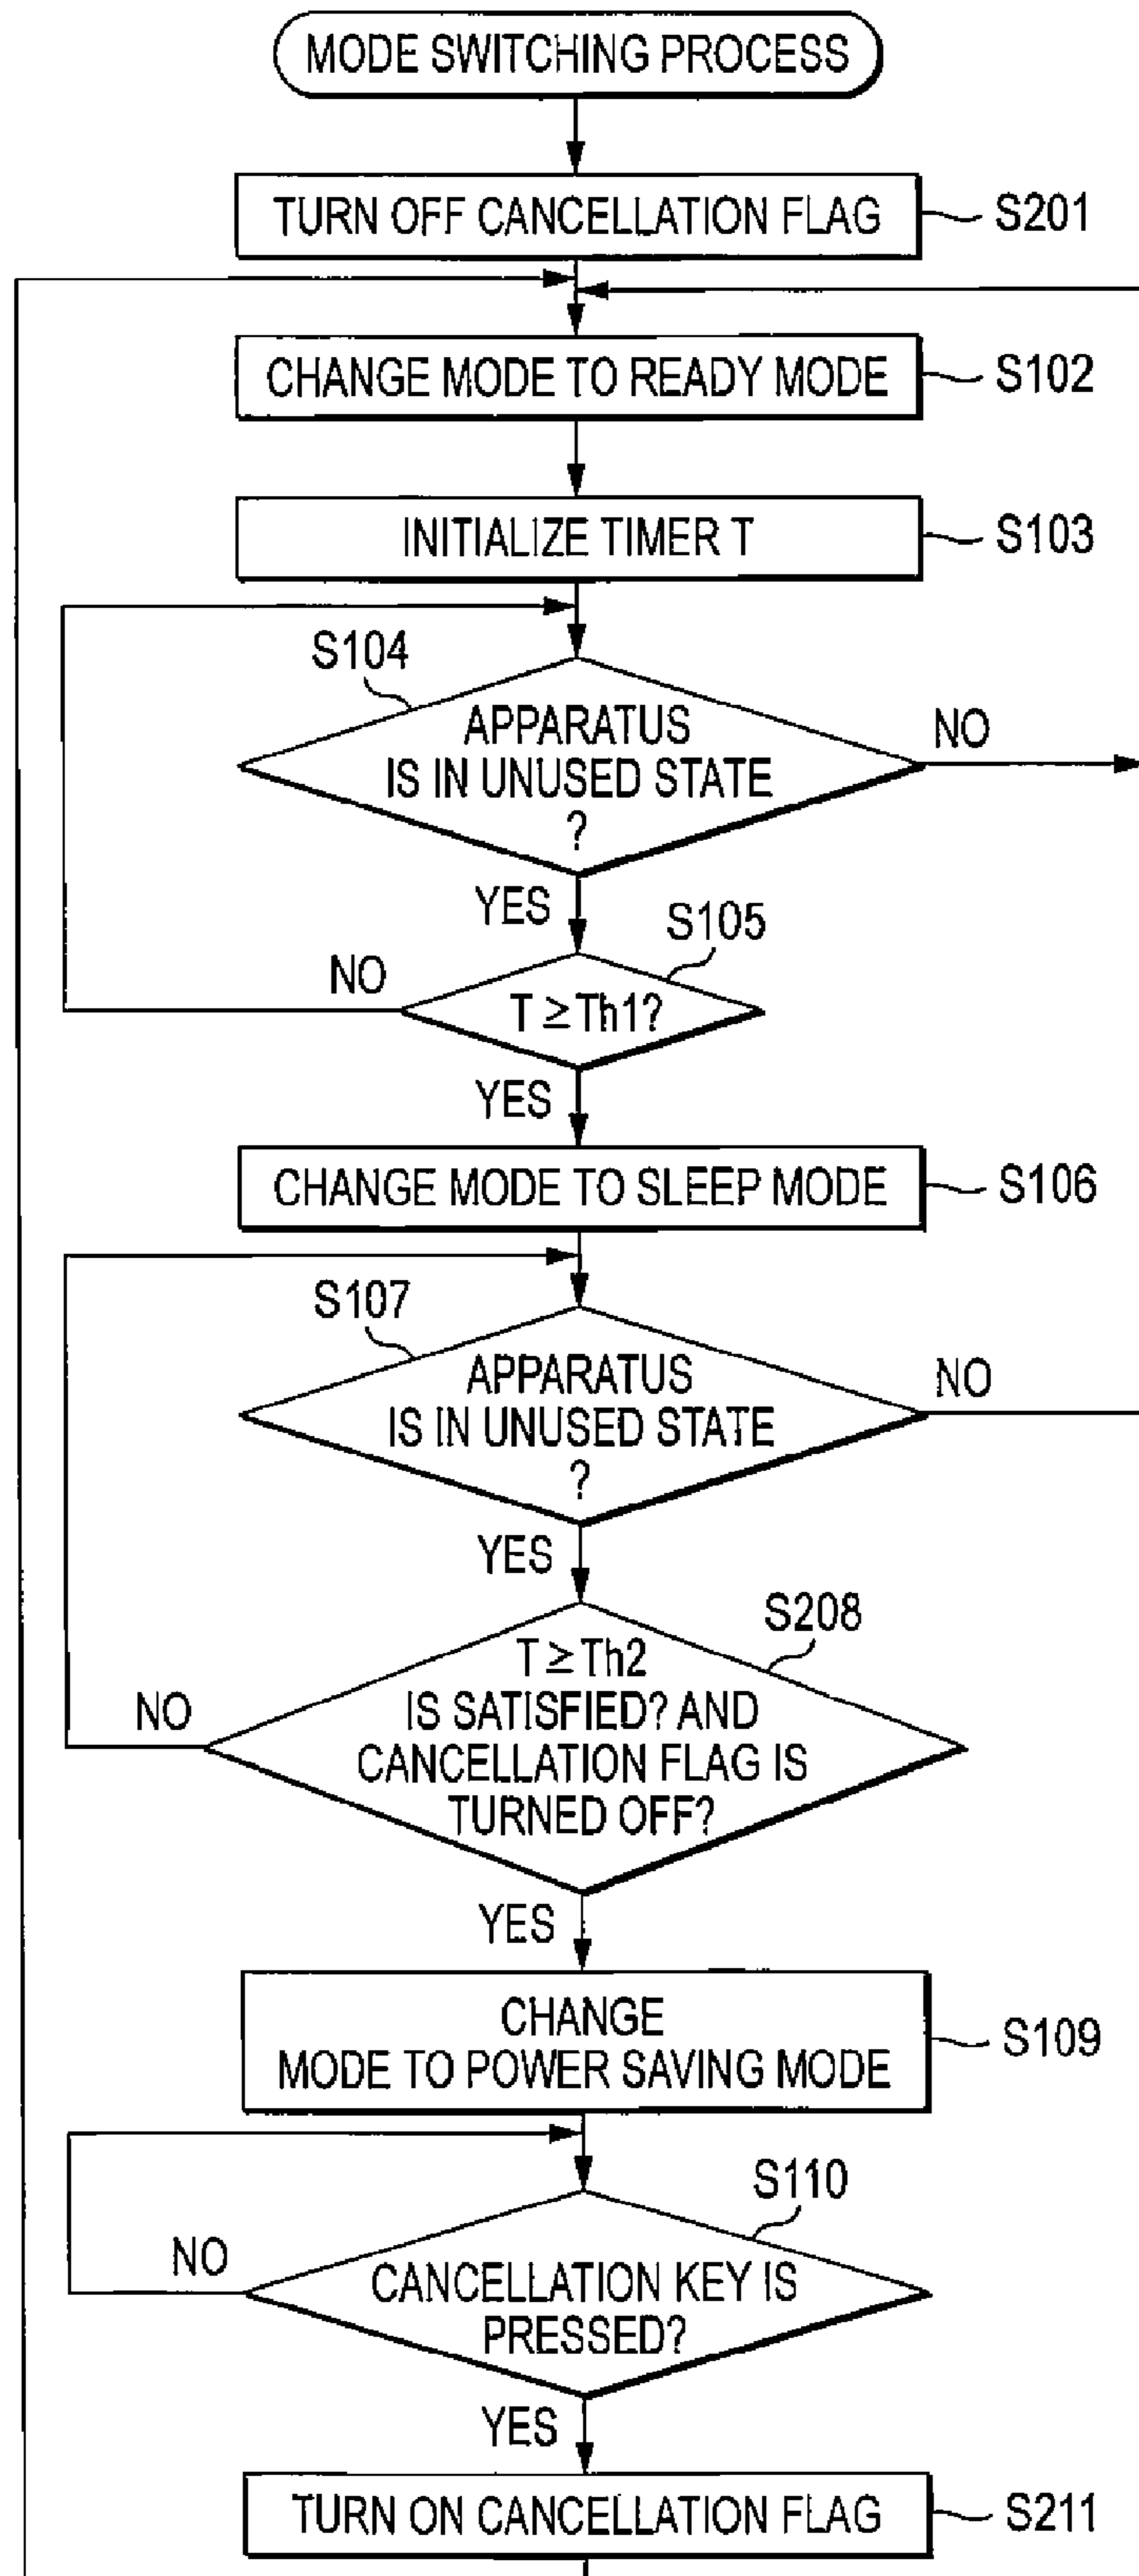 MODE SWITCHING PROCESS
TURN OFF CANCELLATION FLAG
S201
CHANGE MODE TO READY MODE
S102
INITIALIZE TIMER T
S103
S104
APPARATUS
IS IN UNUSED STATE
?
NO
YES
S105
NO
T ≥ Th1?
YES
CHANGE MODE TO SLEEP MODE
S106
S107
APPARATUS
IS IN UNUSED STATE
?
NO
YES
S208
T ≥ Th2
IS SATISFIED? AND
CANCELLATION FLAG IS
TURNED OFF?
NO
YES
CHANGE
MODE TO POWER SAVING MODE
S109
S110
NO
CANCELLATION KEY IS
PRESSED?
YES
TURN ON CANCELLATION FLAG
S211